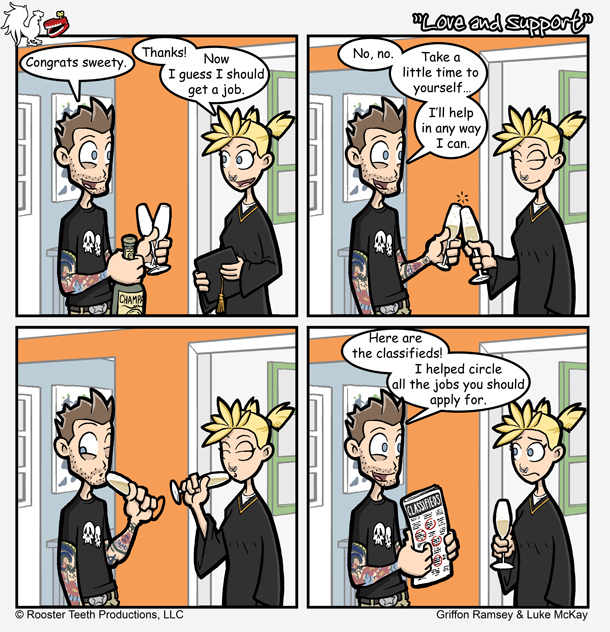 "Love and Support"
Congrats sweety.
Thanks!
Now
I guess I should
get a job.
CHAMPA
No, no.
Take a
little time to
yourself...
I'll help
in any way
I can.
Here are
the classifieds!
I helped circle
all the jobs you should
apply for.
CLASSIFIEDS
© Rooster Teeth Productions, LLC
Griffon Ramsey & Luke McKay